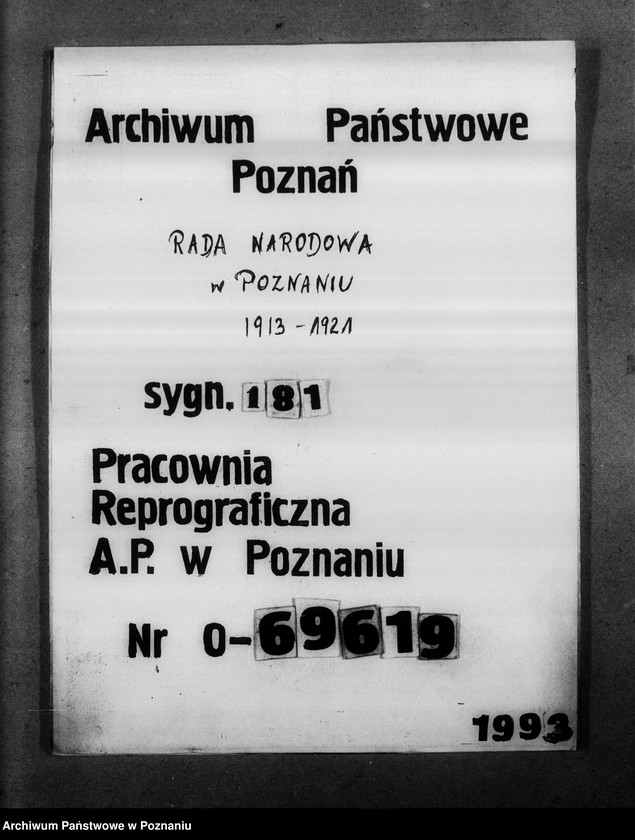 Archiwum Państwowe
Poznań
RADA NARODOWA
w POZNANIU
1913-1921
sygn. 181
Pracownia
Reprograficzna
A.P. w Poznaniu
Nr 0-69619
1993
Archiwum Państwowe w Poznaniu